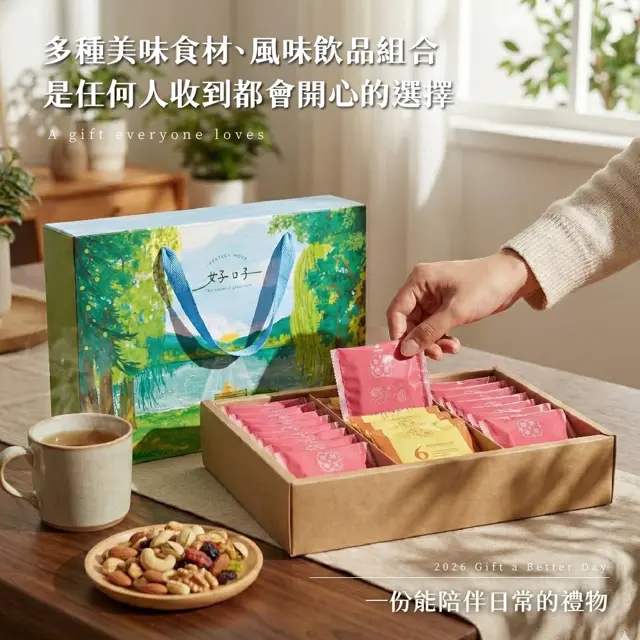 多種美味食材、風味飲品組合
是任何人收到都會開心的選擇
A gift everyone loves
好日子
6
2026 Gift a Better Day
一份能陪伴日常的禮物